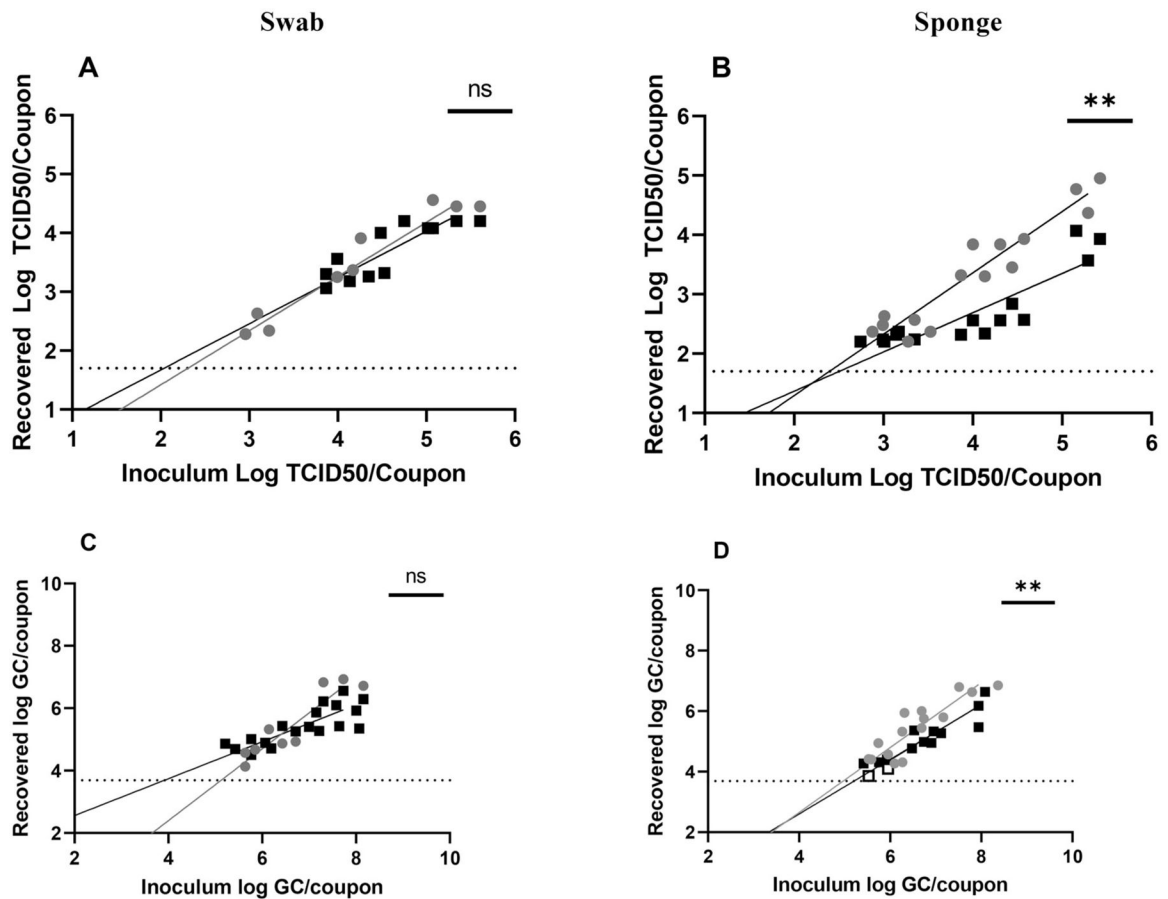 Swab
Sponge
A
ns
Recovered Log TCID50/Coupon
6
5
4
3
2
1
1 2 3 4 5 6
Inoculum Log TCID50/Coupon
B
**
Recovered Log TCID50/Coupon
6
5
4
3
2
1
1 2 3 4 5 6
Inoculum Log TCID50/Coupon
C
ns
Recovered log GC/coupon
10
8
6
4
2
2 4 6 8 10
Inoculum log GC/coupon
D
**
Recovered log GC/coupon
10
8
6
4
2
2 4 6 8 10
Inoculum log GC/coupon